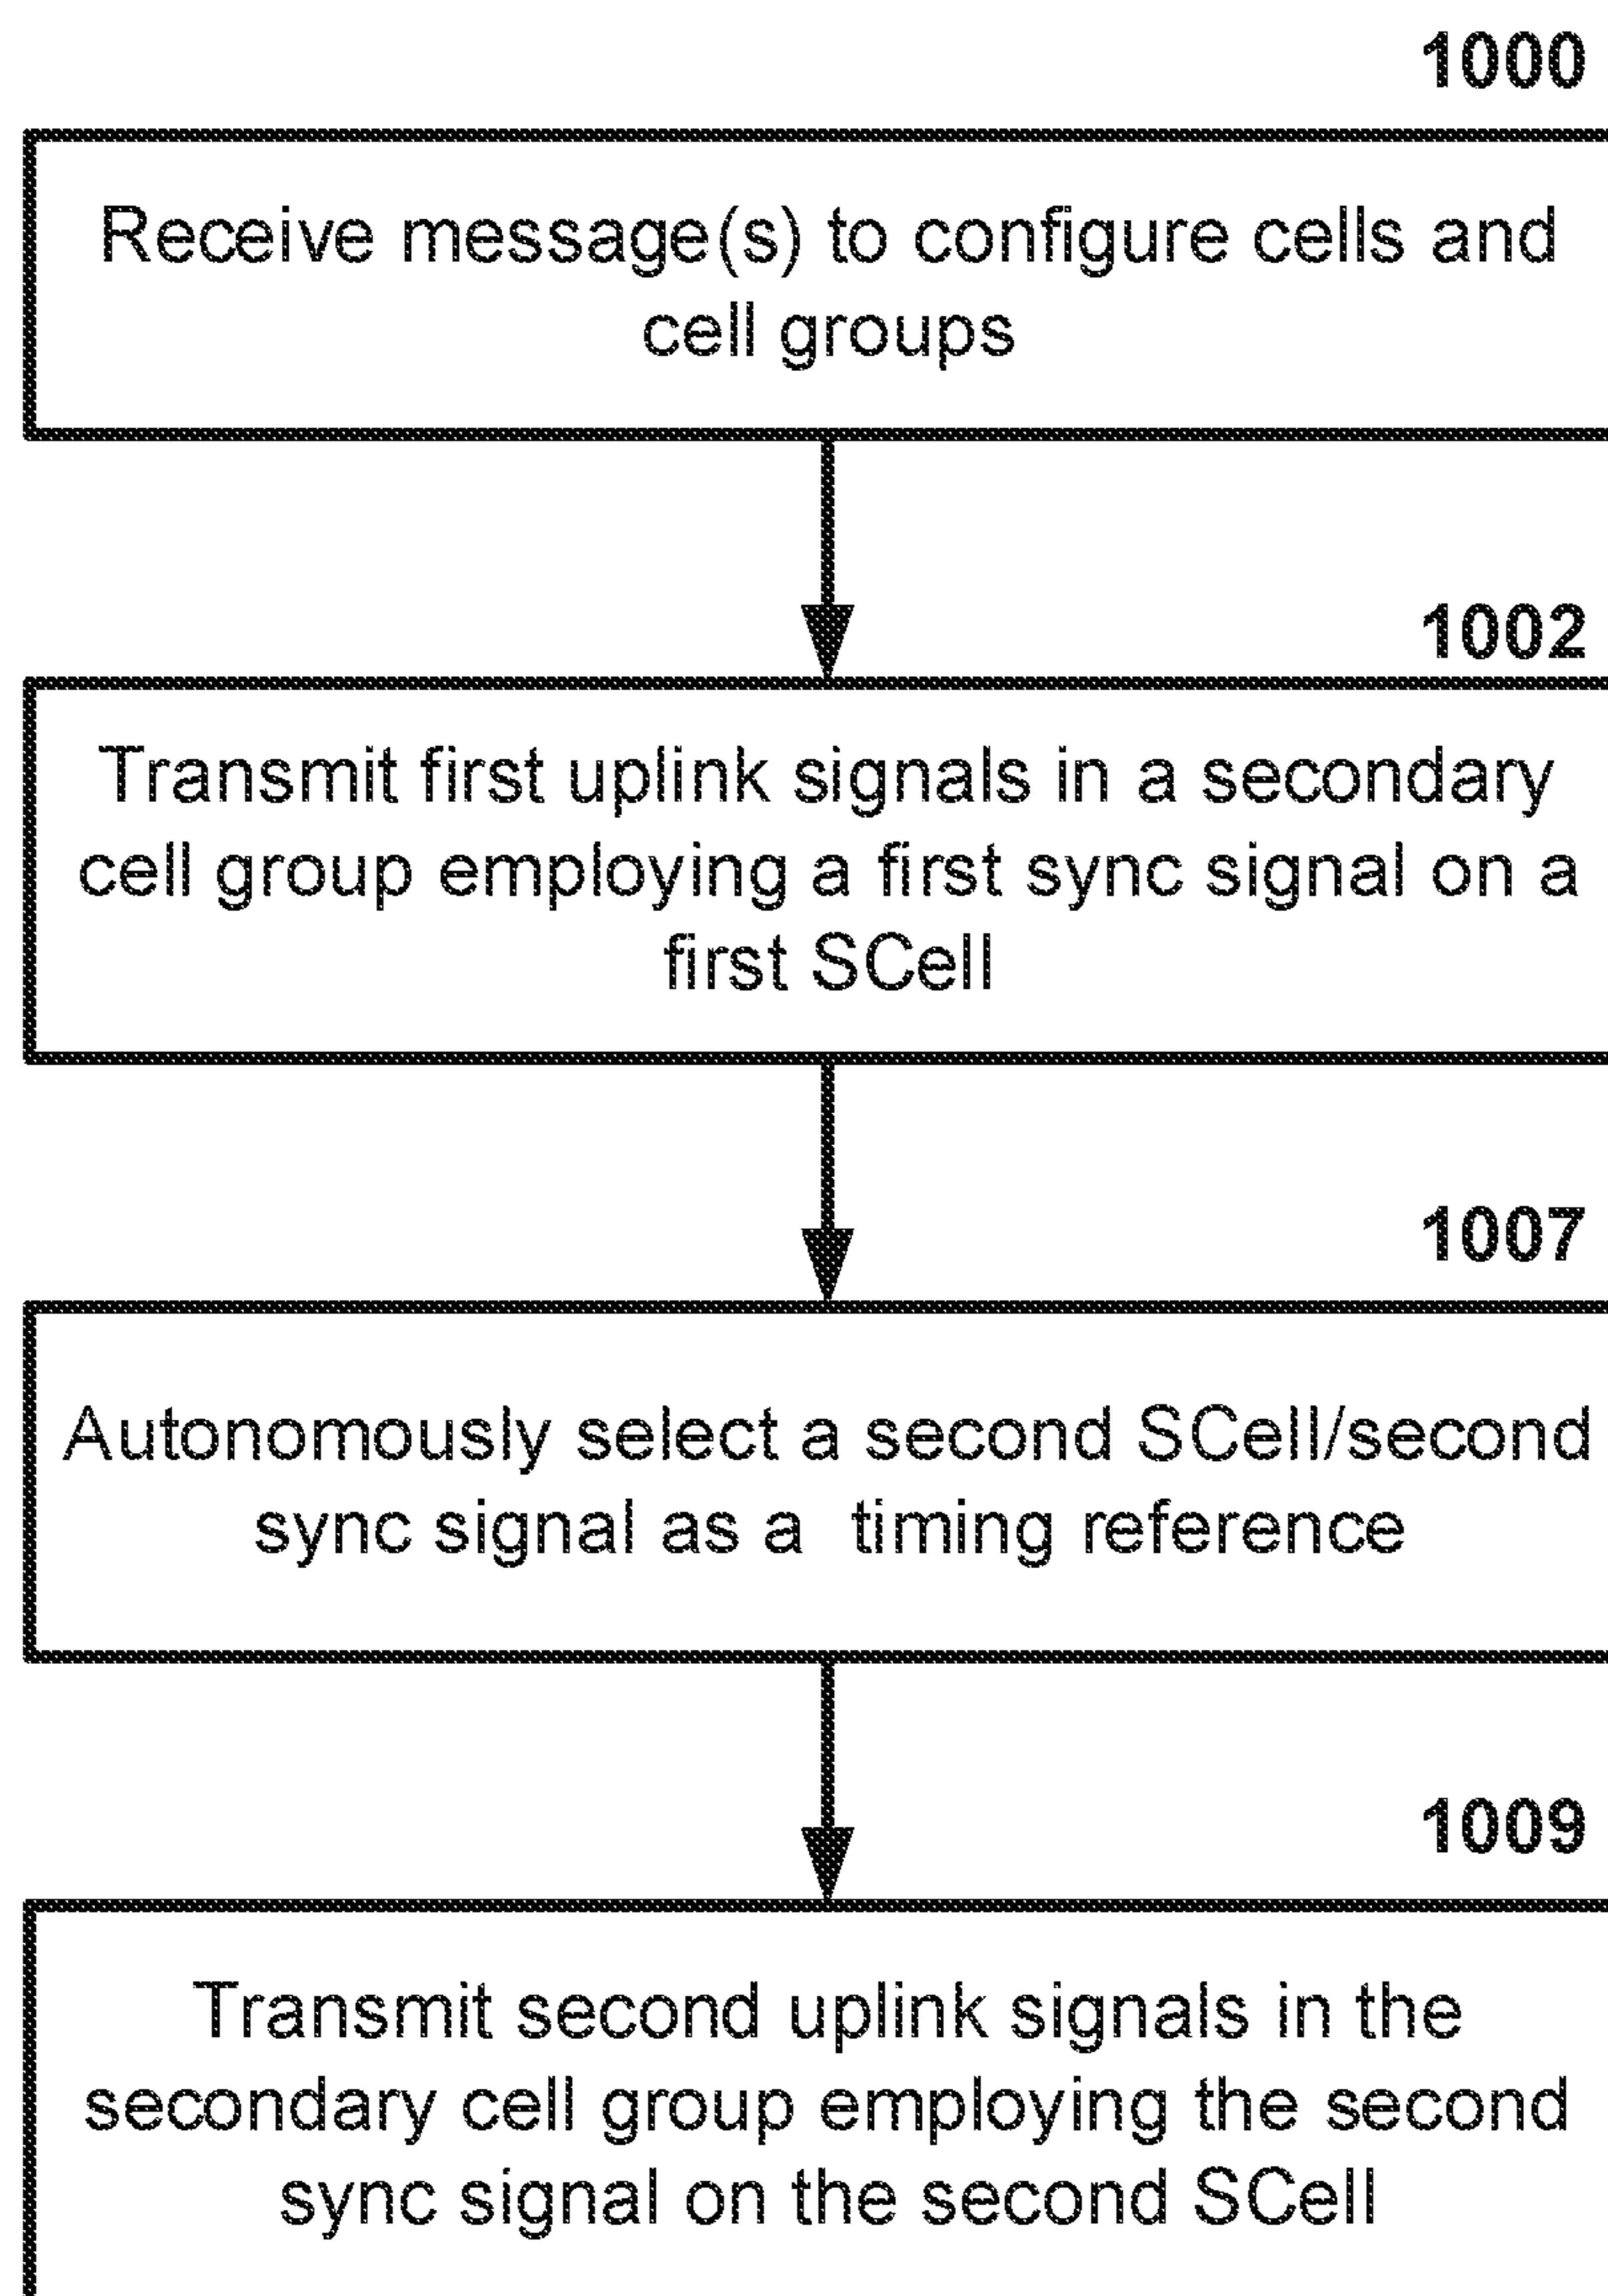 1000
Receive message(s) to configure cells and
cell groups
1002
Transmit first uplink signals in a secondary
cell group employing a first sync signal on a
first SCell
1007
Autonomously select a second SCell/second
sync signal as a timing reference
1009
Transmit second uplink signals in the
secondary cell group employing the second
sync signal on the second SCell